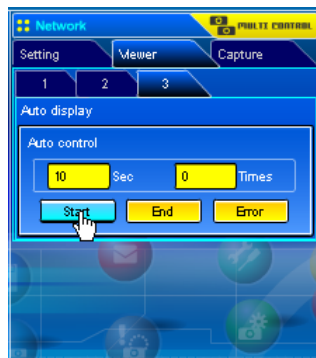 Network MULTI CONTROL
Setting Viewer Capture
1 2 3
Auto display
Auto control
10 Sec 0 Times
Start End Error